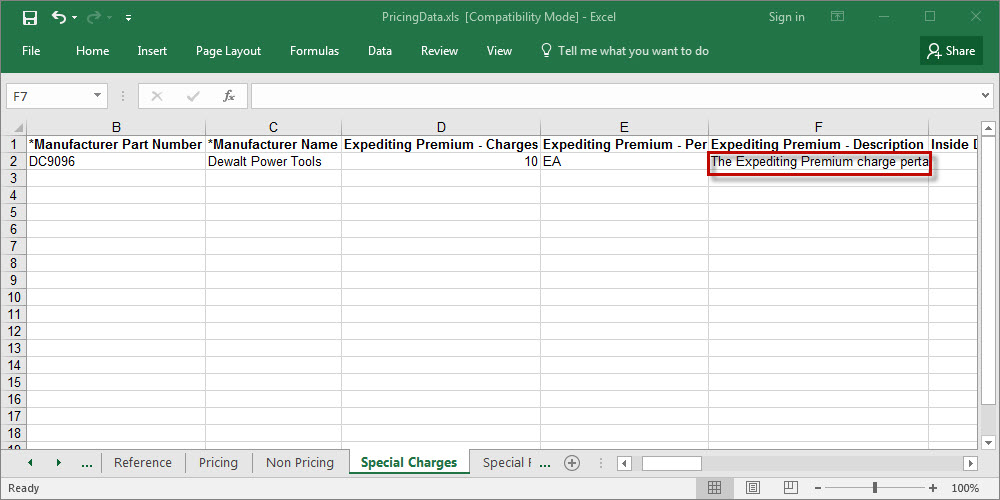 PricingData.xls [Compatibility Mode] - Excel Sign in
File Home Insert Page Layout Formulas Data Review View Tell me what you want to do Share
F7 fx
B C D E F
1 *Manufacturer Part Number *Manufacturer Name Expediting Premium - Charges Expediting Premium - Per Expediting Premium - Description Inside D
2 DC9096 Dewalt Power Tools 10 EA The Expediting Premium charge perta
3
4
5
6
7
8
9
10
11
12
13
14
15
16
17
18
19
... Reference Pricing Non Pricing Special Charges Special F ...
Ready 100%